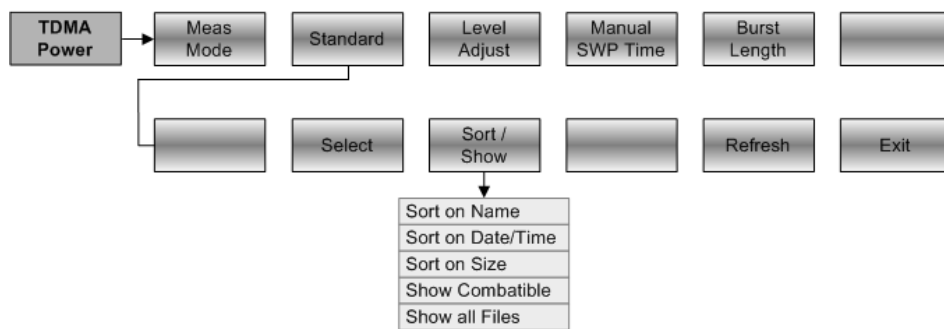 TDMA
Power
Meas
Mode
Standard
Level
Adjust
Manual
SWP Time
Burst
Length
Select
Sort /
Show
Refresh
Exit
Sort on Name
Sort on Date/Time
Sort on Size
Show Combatible
Show all Files